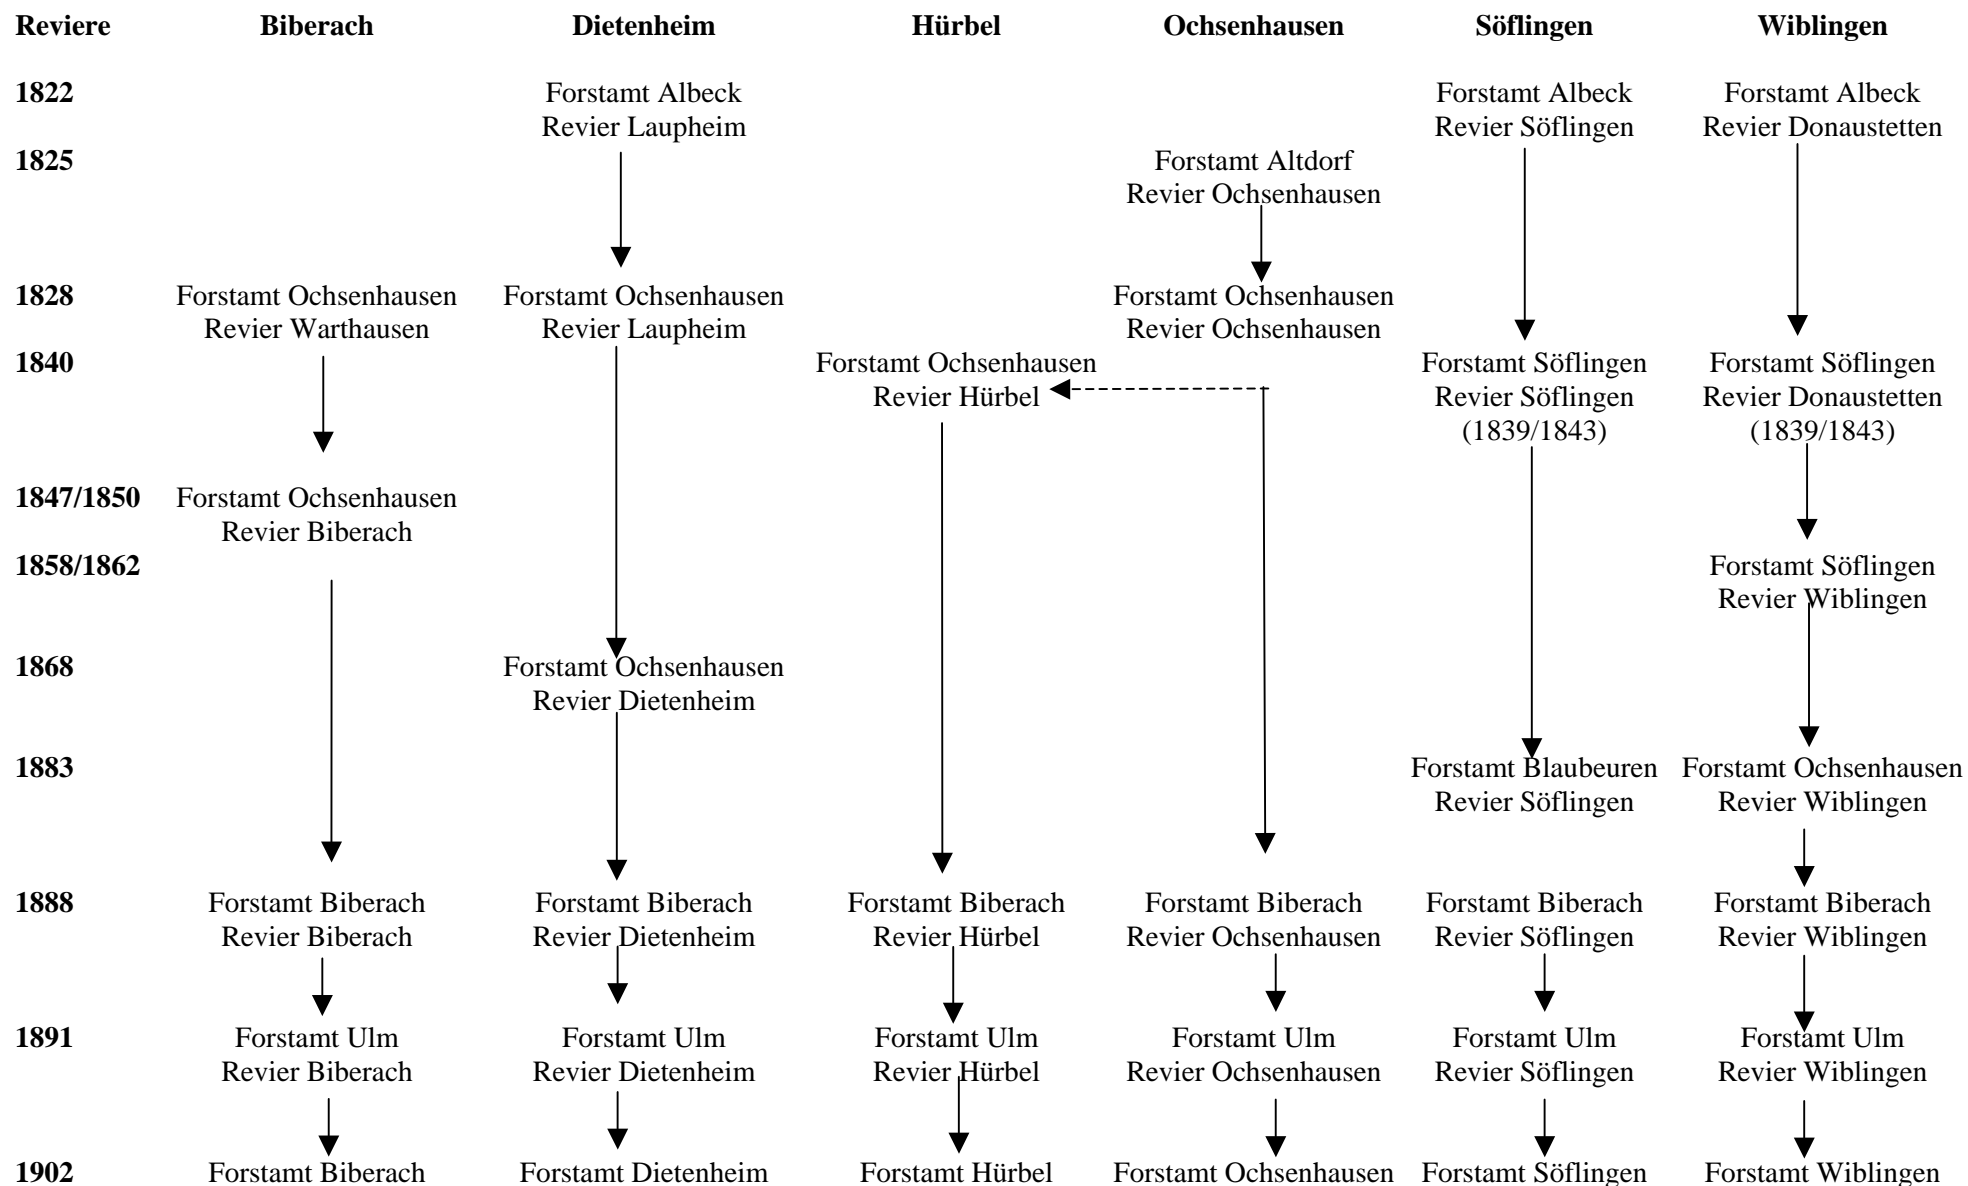 Reviere Biberach Dietenheim Hürbel Ochsenhausen Söflingen Wiblingen
1822 Forstamt Albeck Forstamt Albeck Forstamt Albeck
Revier Laupheim Revier Söflingen Revier Donaustetten
1825 Forstamt Altdorf
Revier Ochsenhausen
1828 Forstamt Ochsenhausen Forstamt Ochsenhausen Forstamt Ochsenhausen
Revier Warthausen Revier Laupheim Revier Ochsenhausen
1840 Forstamt Ochsenhausen Forstamt Söflingen Forstamt Söflingen
Revier Hürbel Revier Söflingen Revier Donaustetten
(1839/1843) (1839/1843)
1847/1850 Forstamt Ochsenhausen
Revier Biberach
1858/1862 Forstamt Söflingen
Revier Wiblingen
1868 Forstamt Ochsenhausen
Revier Dietenheim
1883 Forstamt Blaubeuren Forstamt Ochsenhausen
Revier Söflingen Revier Wiblingen
1888 Forstamt Biberach Forstamt Biberach Forstamt Biberach Forstamt Biberach Forstamt Biberach Forstamt Biberach
Revier Biberach Revier Dietenheim Revier Hürbel Revier Ochsenhausen Revier Söflingen Revier Wiblingen
1891 Forstamt Ulm Forstamt Ulm Forstamt Ulm Forstamt Ulm Forstamt Ulm Forstamt Ulm
Revier Biberach Revier Dietenheim Revier Hürbel Revier Ochsenhausen Revier Söflingen Revier Wiblingen
1902 Forstamt Biberach Forstamt Dietenheim Forstamt Hürbel Forstamt Ochsenhausen Forstamt Söflingen Forstamt Wiblingen